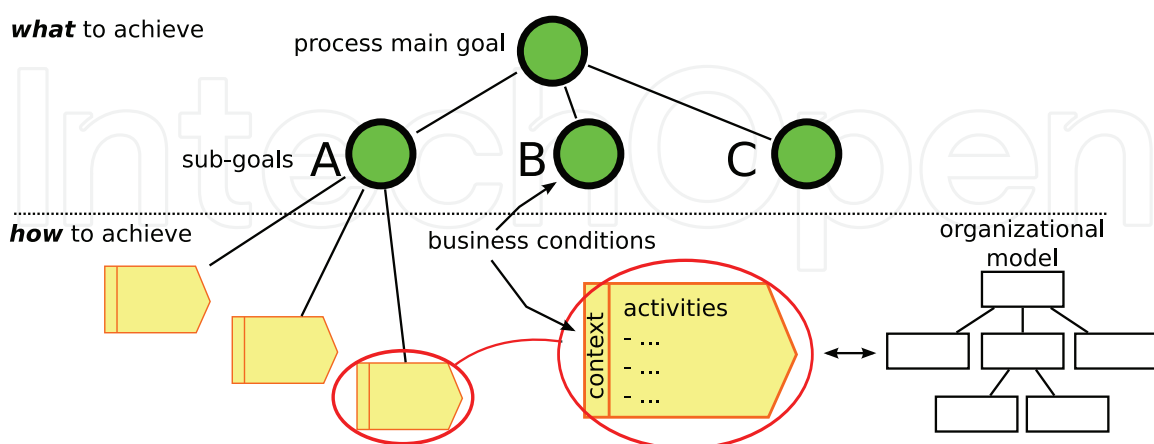 what to achieve
process main goal
sub-goals
A
B
C
how to achieve
business conditions
organizational
model
context
activities
- ...
- ...
- ...
IntechOpen